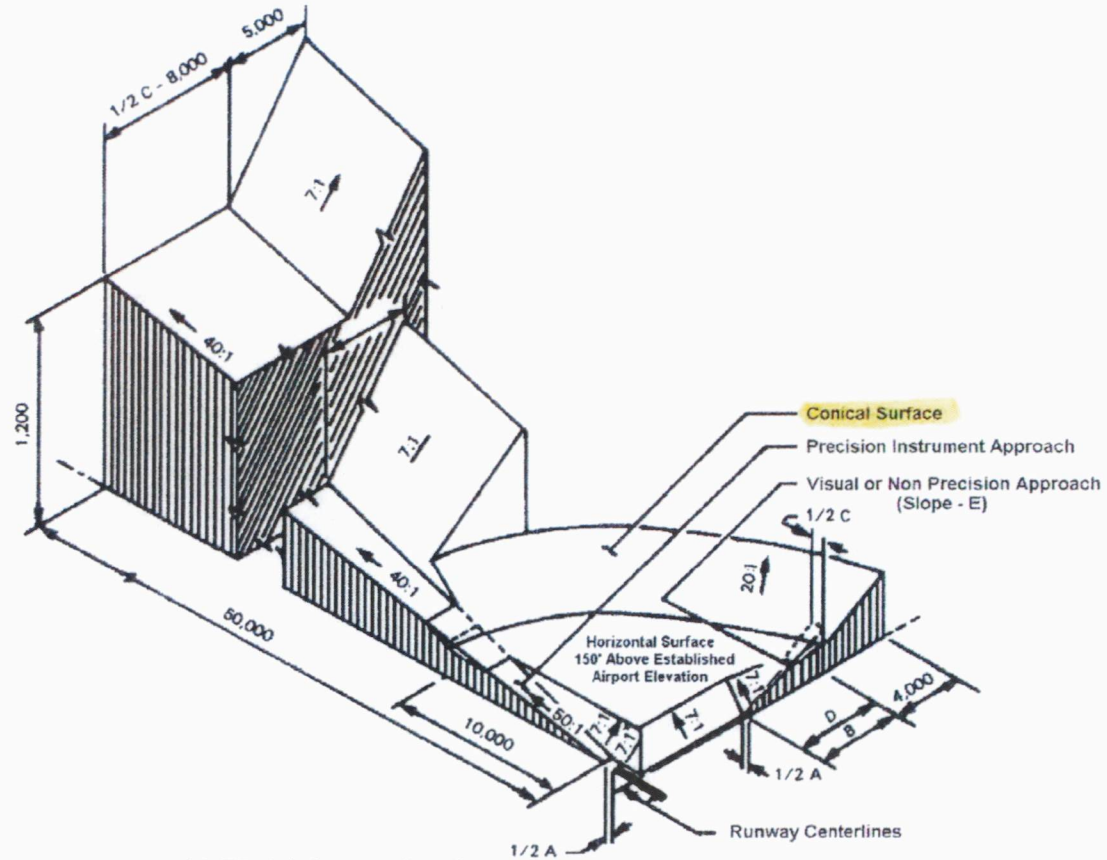 5,000
1/2 C - 8,000
7:1
40:1
1,200
7:1
Conical Surface
Precision Instrument Approach
Visual or Non Precision Approach
(Slope - E)
1/2 C
20:1
40:1
50,000
Horizontal Surface
150' Above Established
Airport Elevation
7:1
4,000
D
B
50:1
7:1
7:1
7:1
10,000
1/2 A
Runway Centerlines
1/2 A